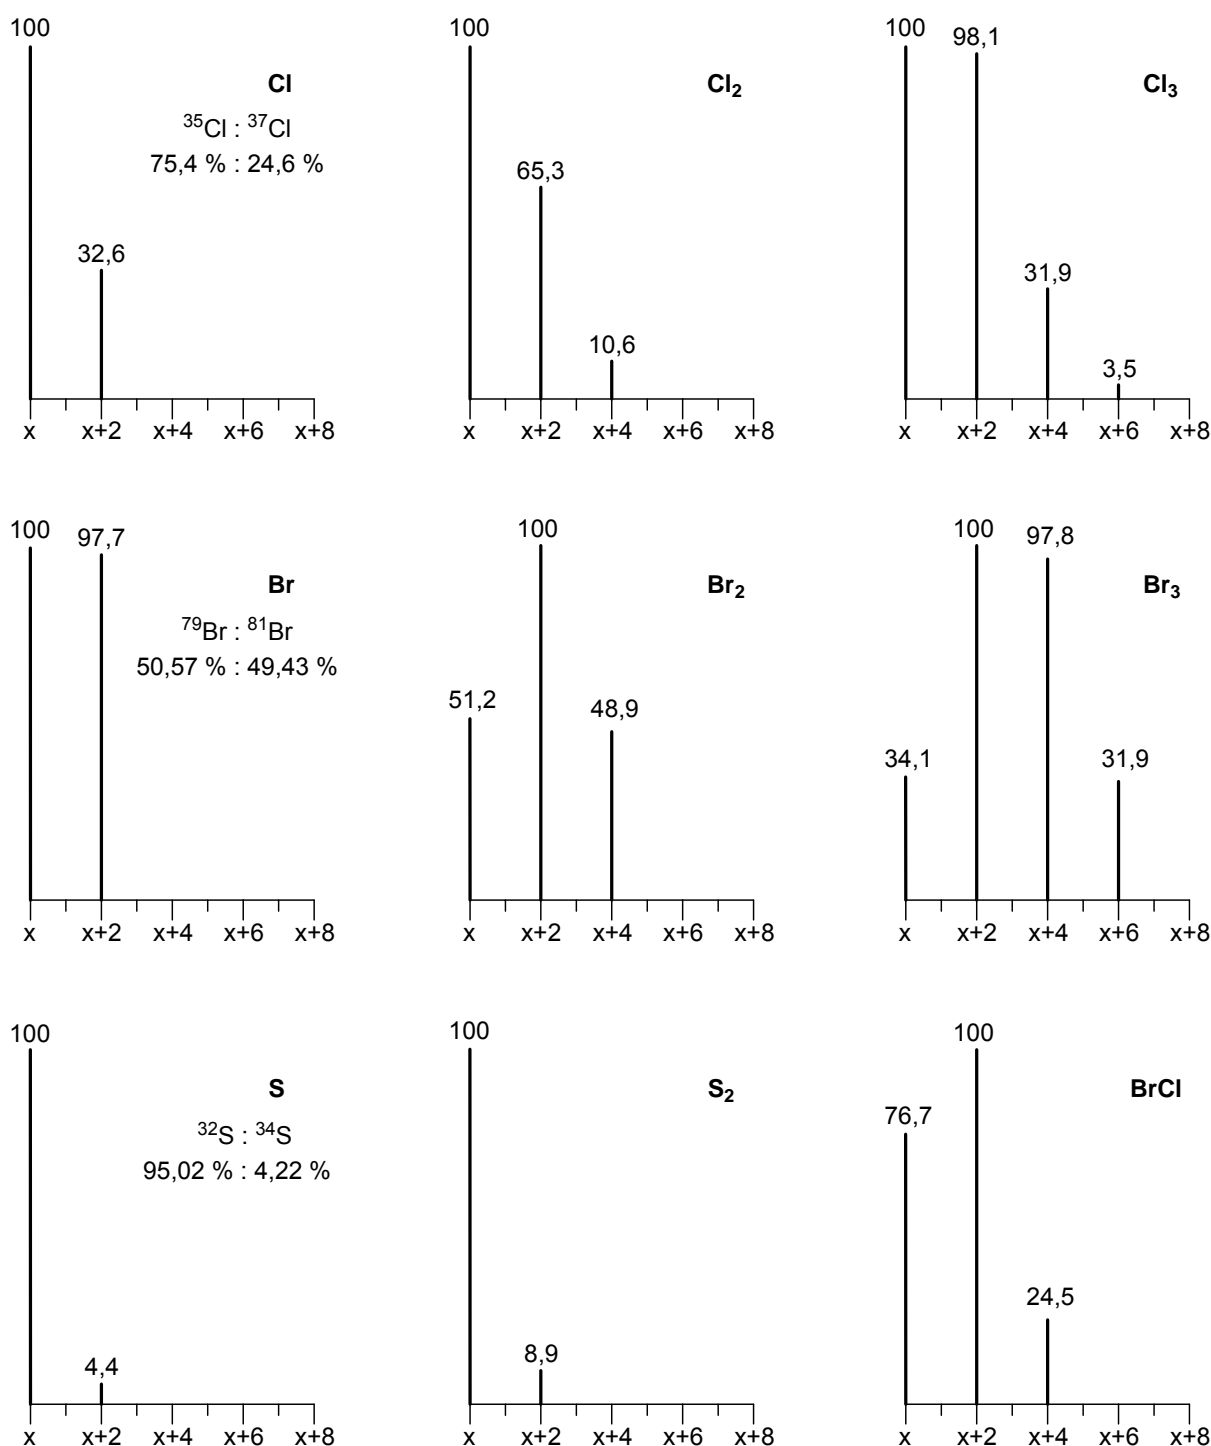 100
Cl
³⁵Cl : ³⁷Cl
75,4 % : 24,6 %
32,6
x x+2 x+4 x+6 x+8
100
Cl₂
65,3
10,6
x x+2 x+4 x+6 x+8
100
98,1
Cl₃
31,9
3,5
x x+2 x+4 x+6 x+8
100
97,7
Br
⁷⁹Br : ⁸¹Br
50,57 % : 49,43 %
x x+2 x+4 x+6 x+8
100
Br₂
51,2
48,9
x x+2 x+4 x+6 x+8
100
97,8
Br₃
34,1
31,9
x x+2 x+4 x+6 x+8
100
S
³²S : ³⁴S
95,02 % : 4,22 %
4,4
x x+2 x+4 x+6 x+8
100
S₂
8,9
x x+2 x+4 x+6 x+8
100
BrCl
76,7
24,5
x x+2 x+4 x+6 x+8